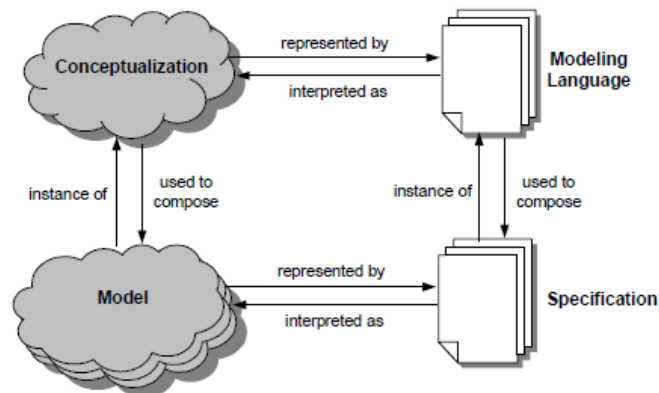 represented by
Conceptualization
Modeling
Language
interpreted as
instance of
used to
compose
instance of
used to
compose
represented by
Model
Specification
interpreted as